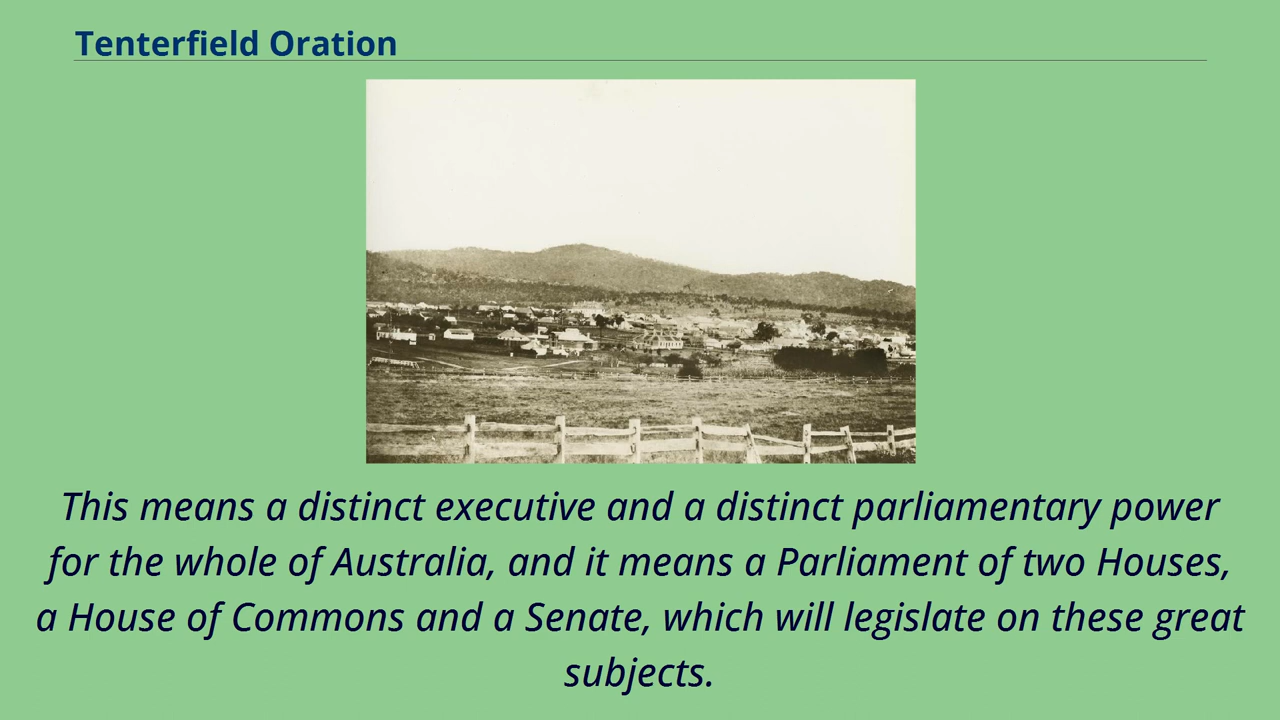 Tenterfield Oration
This means a distinct executive and a distinct parliamentary power
for the whole of Australia, and it means a Parliament of two Houses,
a House of Commons and a Senate, which will legislate on these great
subjects.